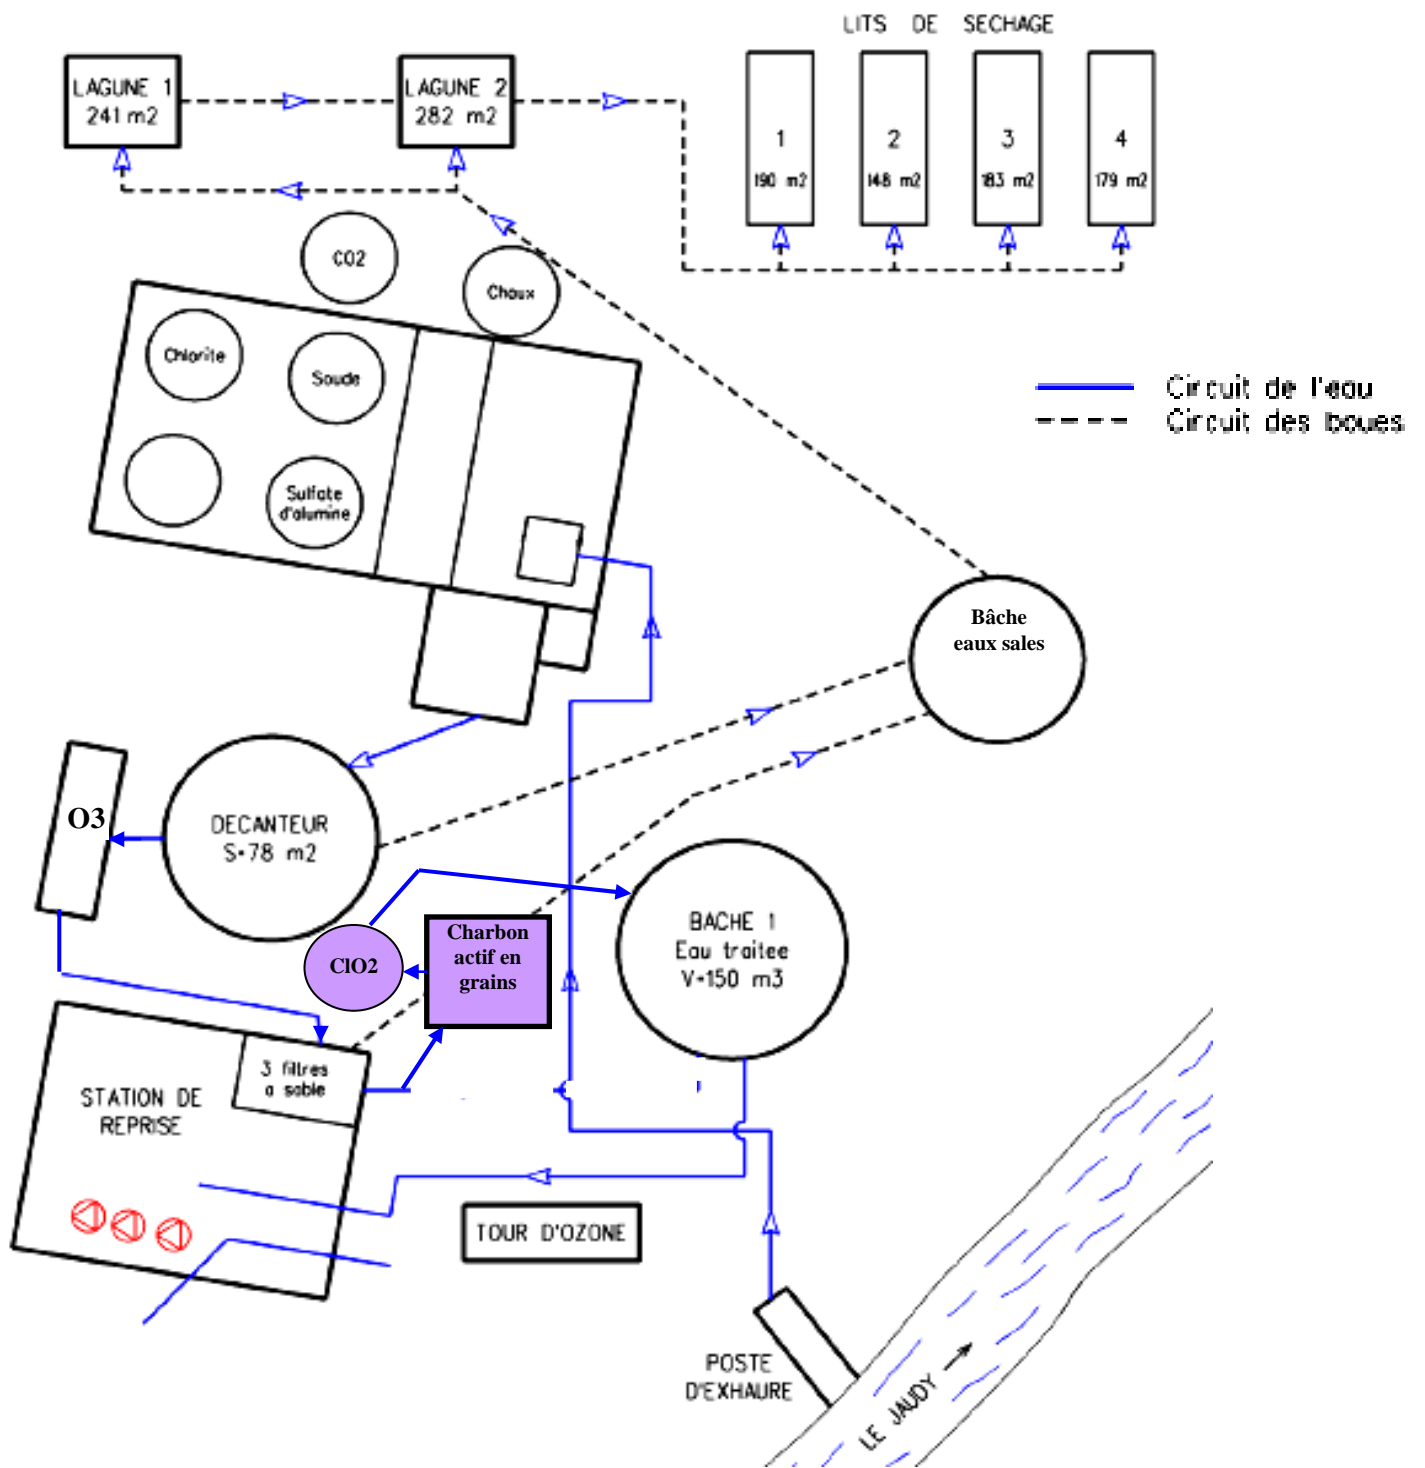 LITS DE SECHAGE
LAGUNE 1
241 m2
LAGUNE 2
282 m2
1
190 m2
2
148 m2
3
183 m2
4
179 m2
CO2
Chaux
Chlorite
Soude
Sulfate
d'alumine
Circuit de l'eau
Circuit des boues
Bâche
eaux sales
O3
DECANTEUR
S=78 m2
ClO2
Charbon
actif en
grains
BACHE 1
Eau traitee
V=150 m3
3 filtres
a sable
STATION DE
REPRISE
TOUR D'OZONE
POSTE
D'EXHAURE
LE JAUDY